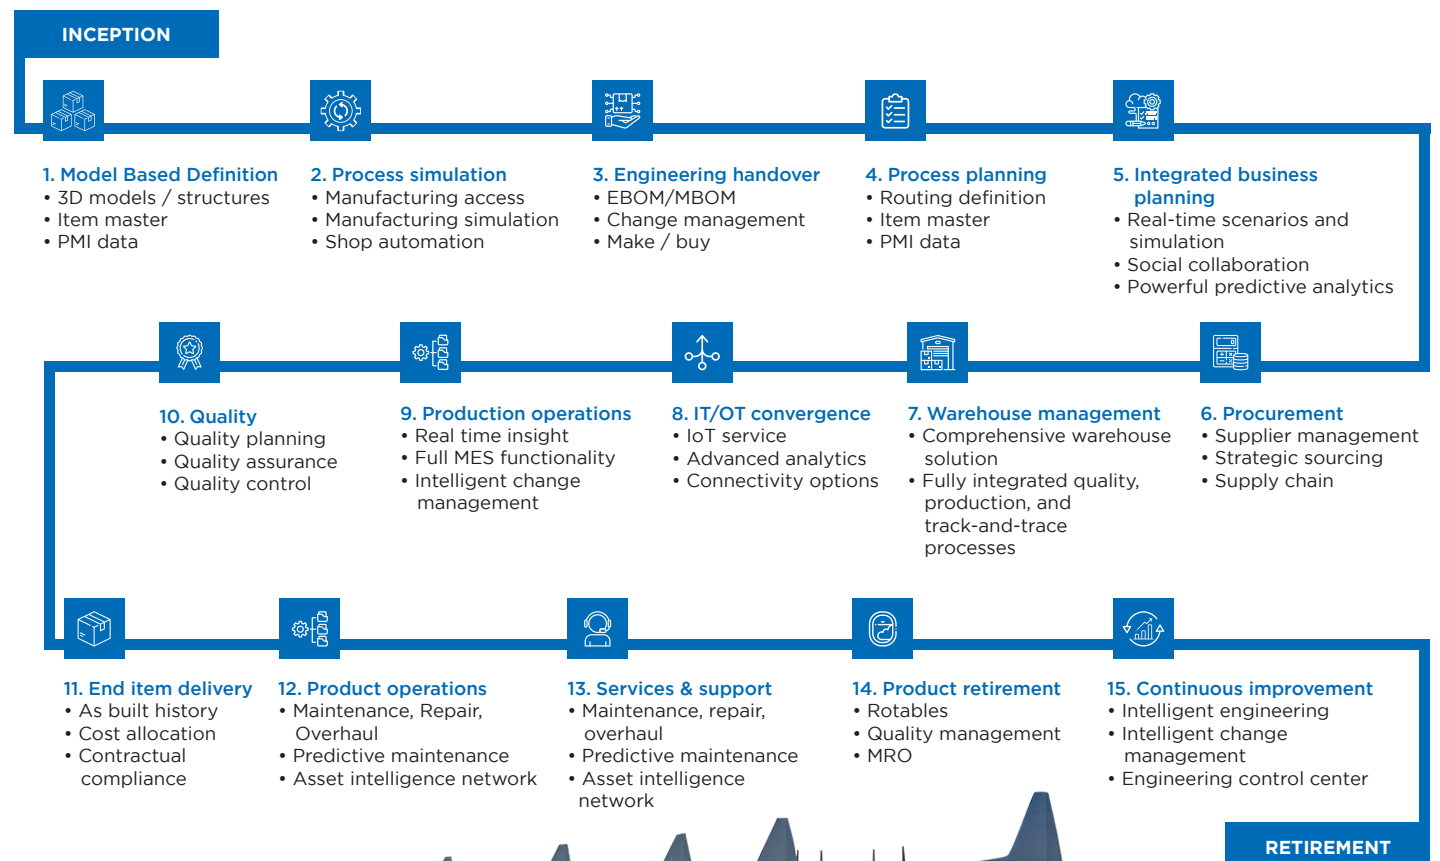 INCEPTION
1. Model Based Definition
• 3D models / structures
• Item master
• PMI data
2. Process simulation
• Manufacturing access
• Manufacturing simulation
• Shop automation
3. Engineering handover
• EBOM/MBOM
• Change management
• Make / buy
4. Process planning
• Routing definition
• Item master
• PMI data
5. Integrated business
planning
• Real-time scenarios and
simulation
• Social collaboration
• Powerful predictive analytics
6. Procurement
• Supplier management
• Strategic sourcing
• Supply chain
7. Warehouse management
• Comprehensive warehouse
solution
• Fully integrated quality,
production, and
track-and-trace
processes
8. IT/OT convergence
• IoT service
• Advanced analytics
• Connectivity options
9. Production operations
• Real time insight
• Full MES functionality
• Intelligent change
management
10. Quality
• Quality planning
• Quality assurance
• Quality control
11. End item delivery
• As built history
• Cost allocation
• Contractual
compliance
12. Product operations
• Maintenance, Repair,
Overhaul
• Predictive maintenance
• Asset intelligence network
13. Services & support
• Maintenance, repair,
overhaul
• Predictive maintenance
• Asset intelligence
network
14. Product retirement
• Rotables
• Quality management
• MRO
15. Continuous improvement
• Intelligent engineering
• Intelligent change
management
• Engineering control center
RETIREMENT